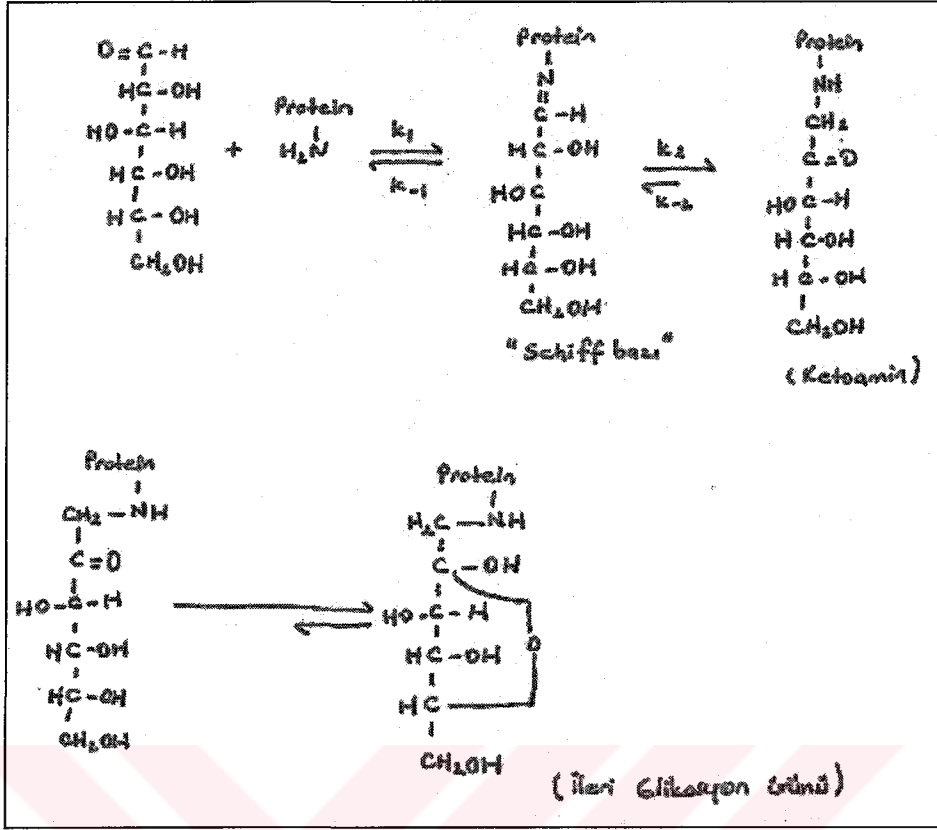 O=C-H
HC-OH
HO-C-H
HC-OH
HC-OH
CH2OH
+
Protein
H2N
k1
k-1
Protein
N
C-H
HC-OH
HOC
HC-OH
HC-OH
CH2OH
"Schiff bazı"
k2
k-2
Protein
NH
CH2
C=O
HO C-H
H C-OH
H C-OH
CH2OH
(Ketoamin)
Protein
CH2-NH
C=O
HO-C-H
HC-OH
HC-OH
CH2OH
Protein
H2C-NH
C-OH
HO-C-H
HC-OH
O
HC
CH2OH
(İleri Glikasyon ürünü)